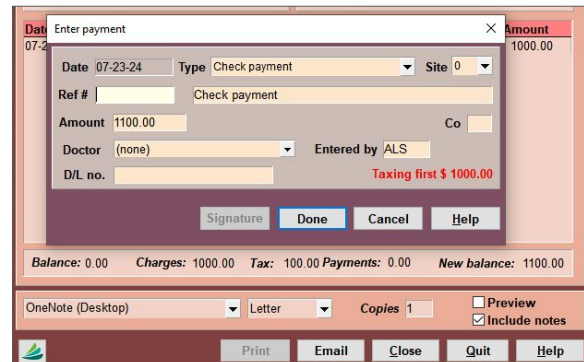 Enter payment
Date Amount
07-2 1000.00
Date 07-23-24 Type Check payment Site 0
Ref # Check payment
Amount 1100.00 Co
Doctor (none) Entered by ALS
D/L no. Taxing first $ 1000.00
Signature Done Cancel Help
Balance: 0.00 Charges: 1000.00 Tax: 100.00 Payments: 0.00 New balance: 1100.00
OneNote (Desktop) Letter Copies 1 Preview
Include notes
Print Email Close Quit Help